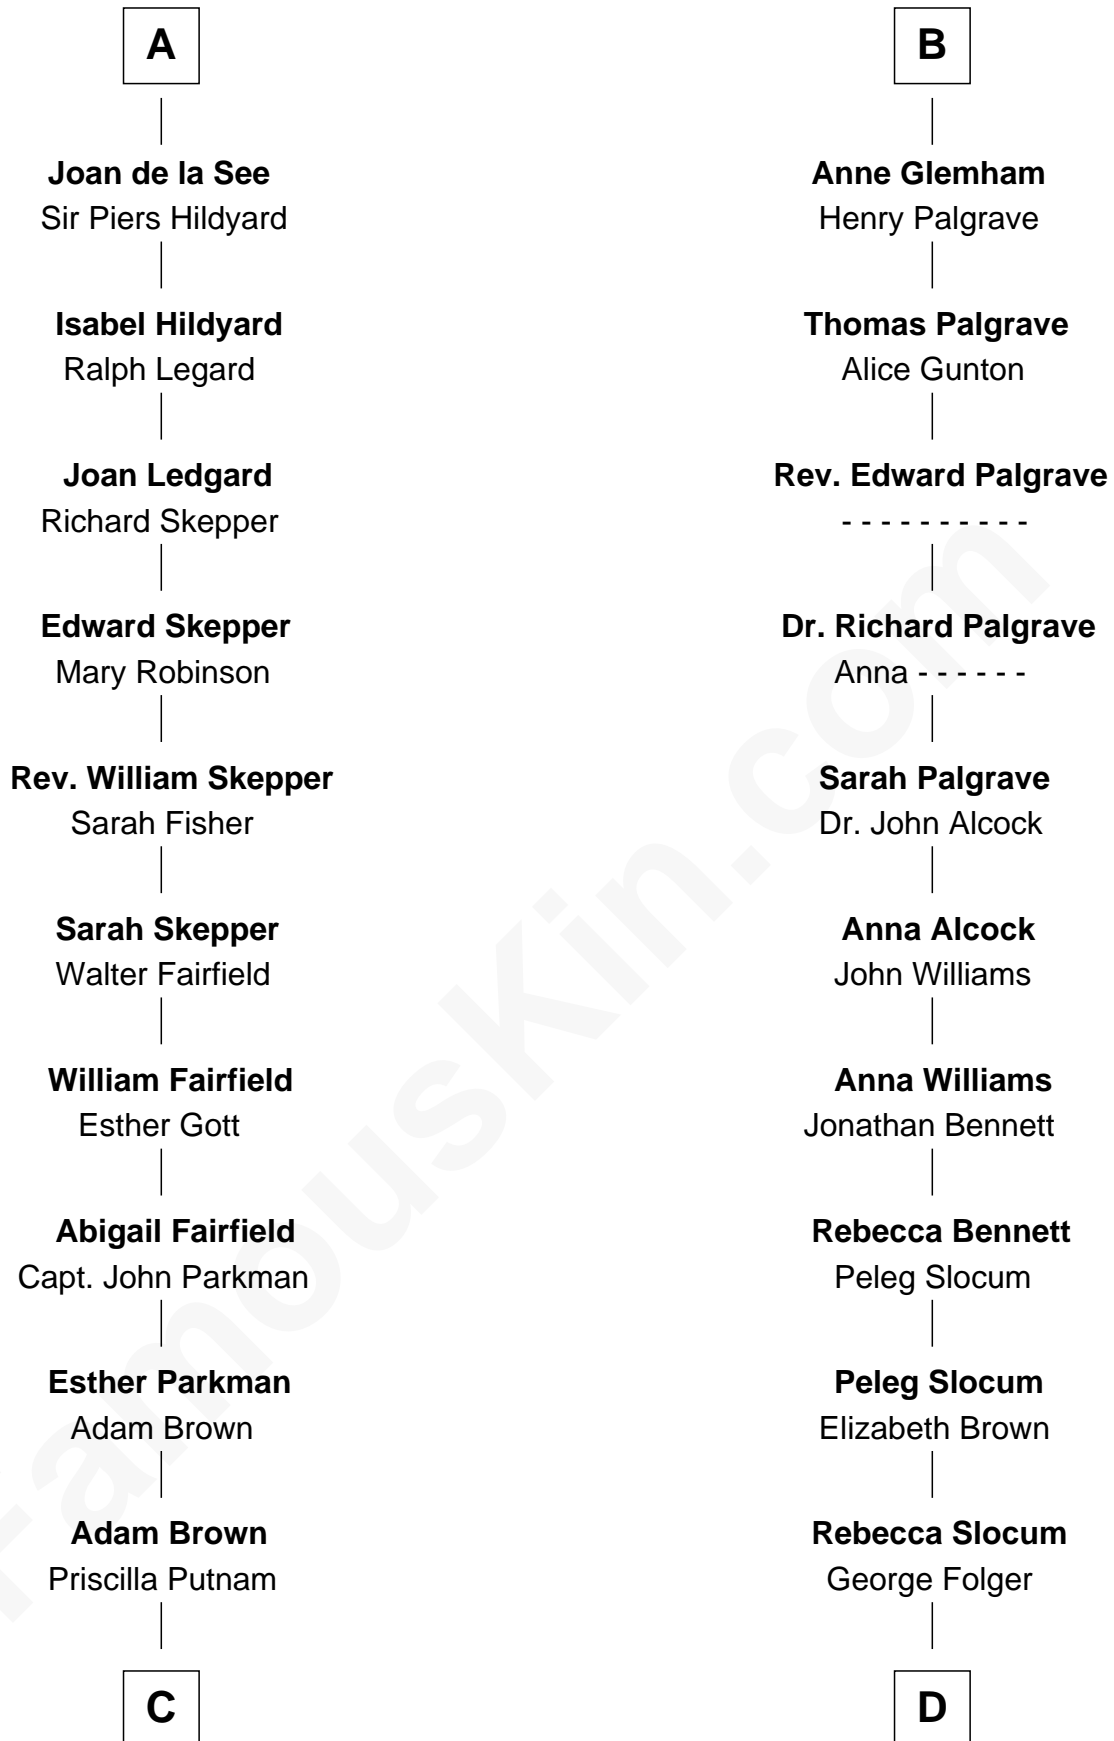 A
Joan de la See
Sir Piers Hildyard
Isabel Hildyard
Ralph Legard
Joan Ledgard
Richard Skepper
Edward Skepper
Mary Robinson
Rev. William Skepper
Sarah Fisher
Sarah Skepper
Walter Fairfield
William Fairfield
Esther Gott
Abigail Fairfield
Capt. John Parkman
Esther Parkman
Adam Brown
Adam Brown
Priscilla Putnam
C
B
Anne Glemham
Henry Palgrave
Thomas Palgrave
Alice Gunton
Rev. Edward Palgrave
- - - - - - - - - -
Dr. Richard Palgrave
Anna - - - - - -
Sarah Palgrave
Dr. John Alcock
Anna Alcock
John Williams
Anna Williams
Jonathan Bennett
Rebecca Bennett
Peleg Slocum
Peleg Slocum
Elizabeth Brown
Rebecca Slocum
George Folger
D
FamousKin.com